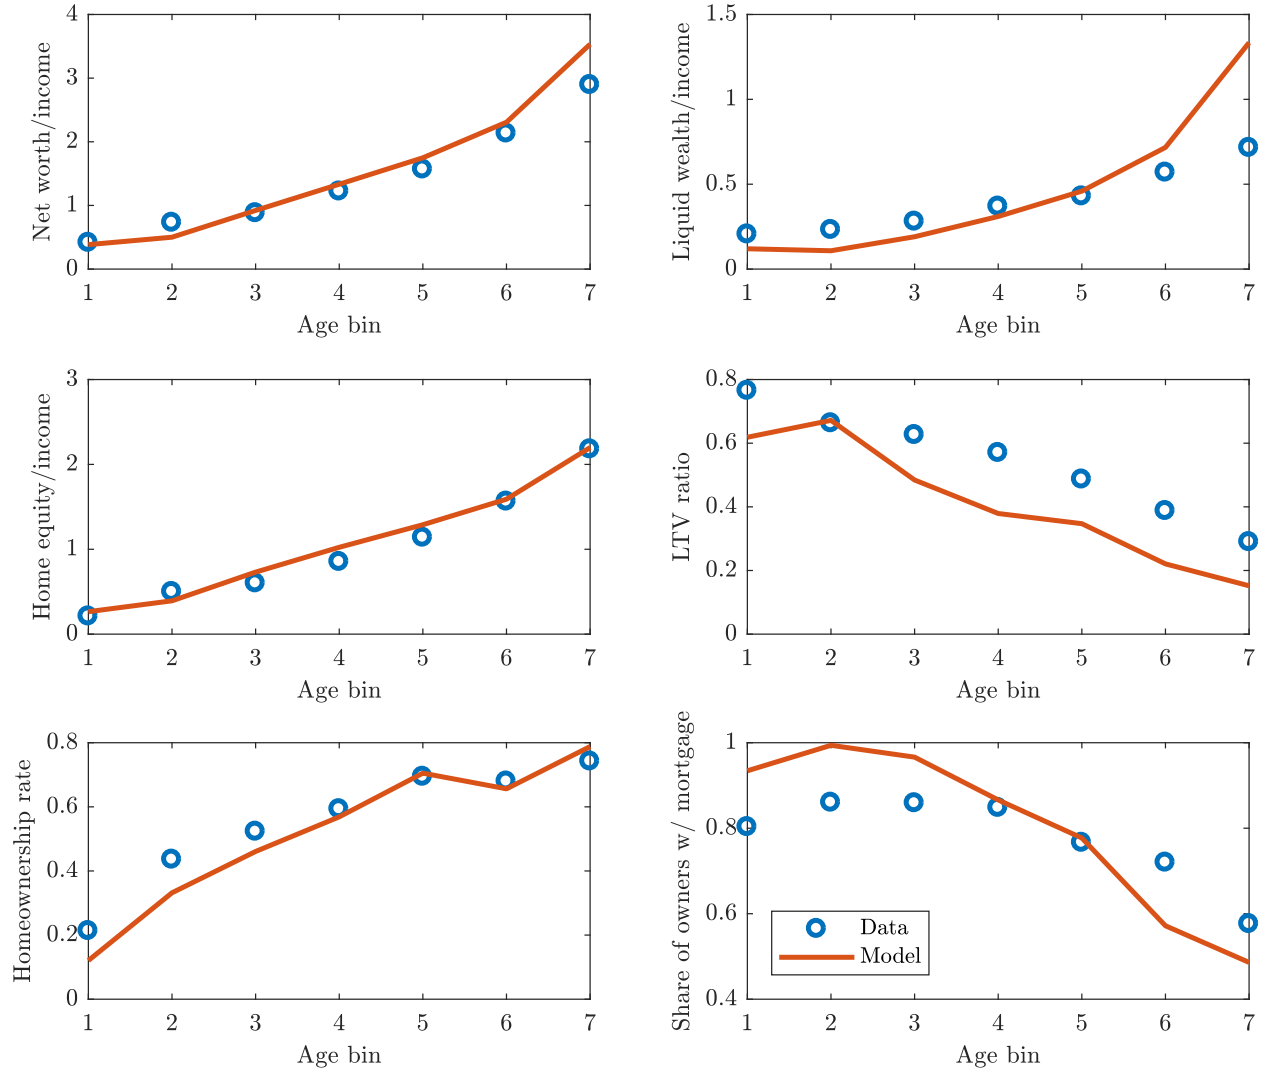 Net worth/income
4
3
2
1
0
1 2 3 4 5 6 7
Age bin
Liquid wealth/income
1.5
1
0.5
0
1 2 3 4 5 6 7
Age bin
Home equity/income
3
2
1
0
1 2 3 4 5 6 7
Age bin
LTV ratio
0.8
0.6
0.4
0.2
0
1 2 3 4 5 6 7
Age bin
Homeownership rate
0.8
0.6
0.4
0.2
0
1 2 3 4 5 6 7
Age bin
Share of owners w/ mortgage
1
0.8
0.6
0.4
1 2 3 4 5 6 7
Age bin
Data
Model